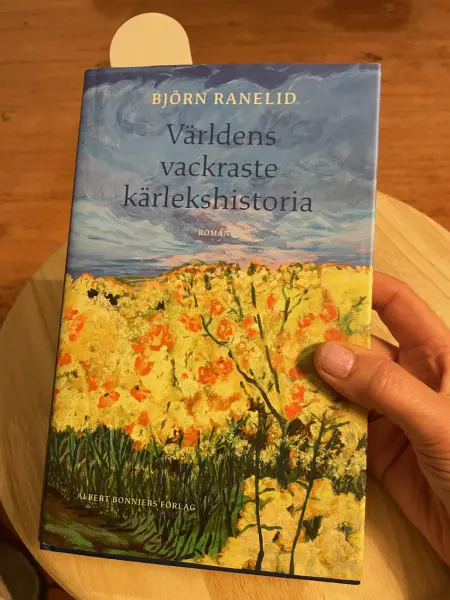 BJÖRN RANELID
Världens
vackraste
kärlekshistoria
ROMAN
ALBERT BONNIERS FÖRLAG